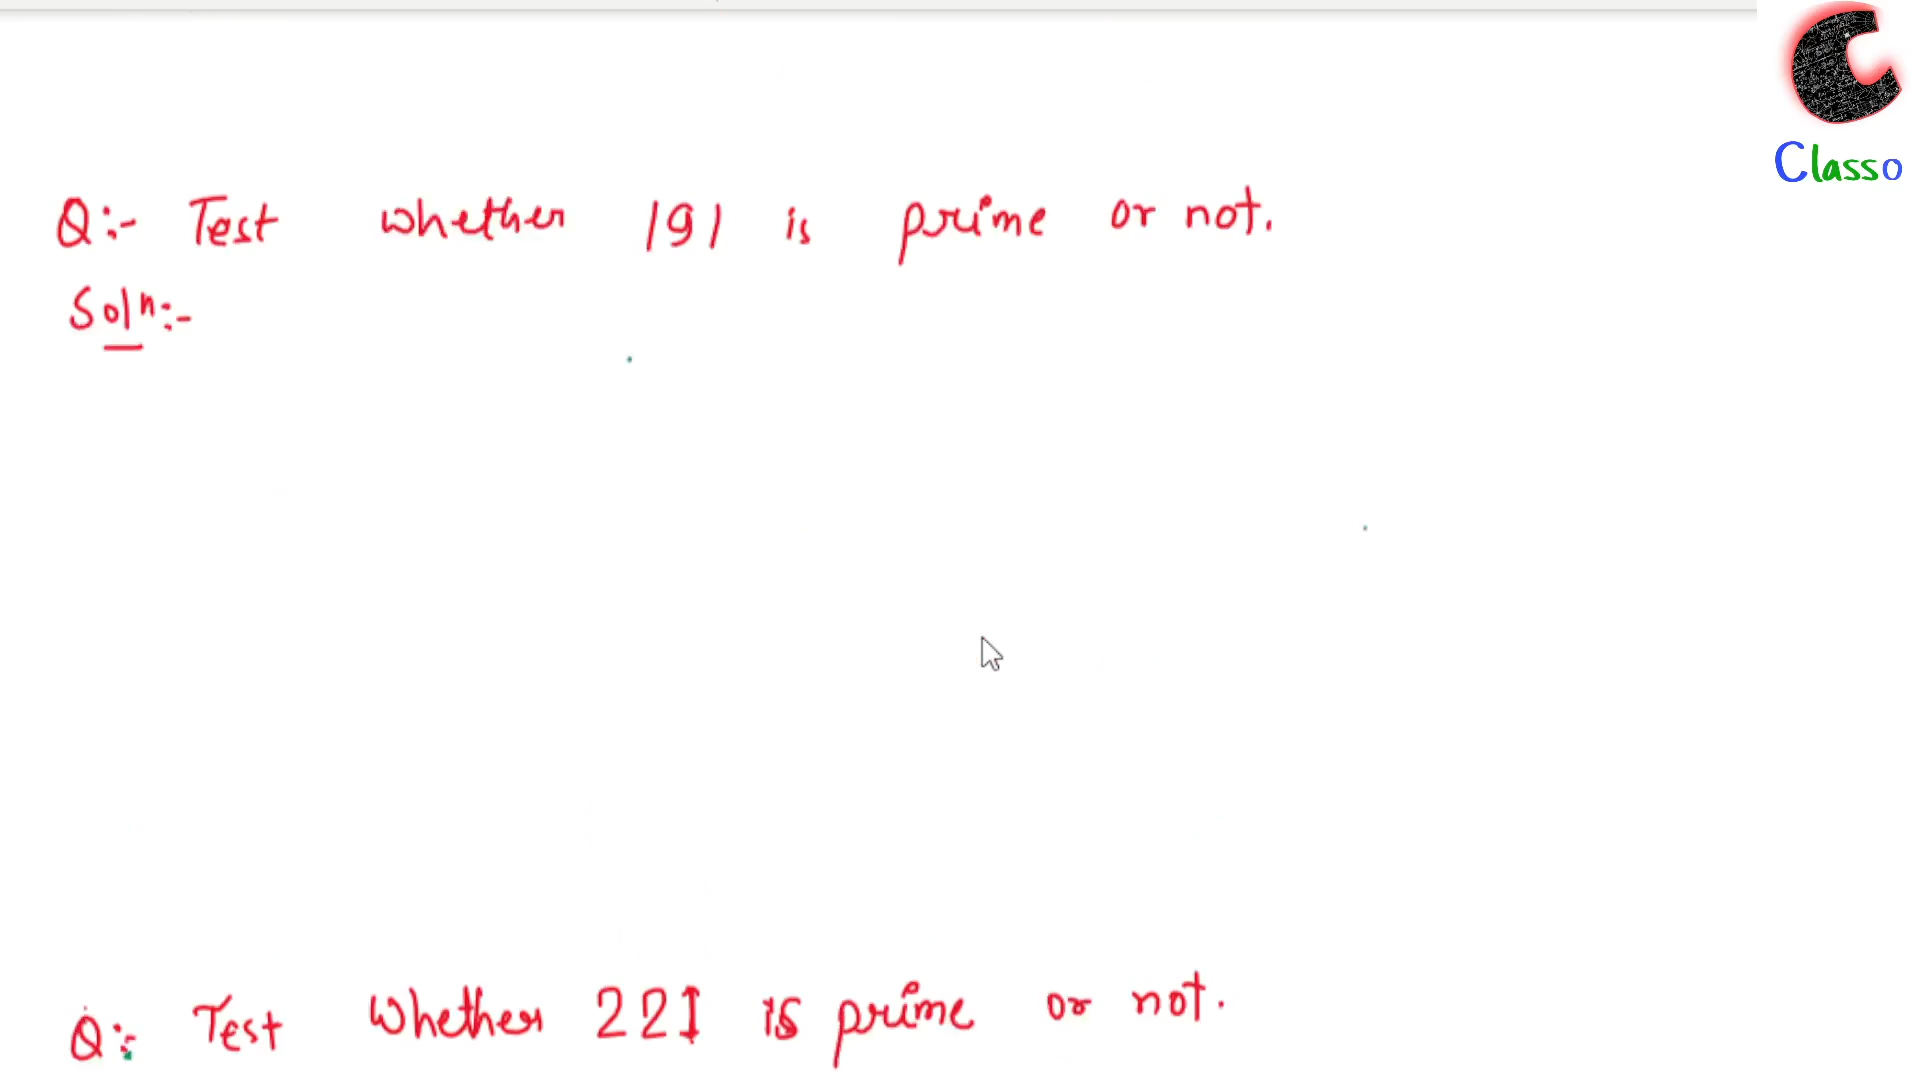 Classo
Q:- Test whether 191 is prime or not.
Soln:-
Q:- Test whether 221 is prime or not.